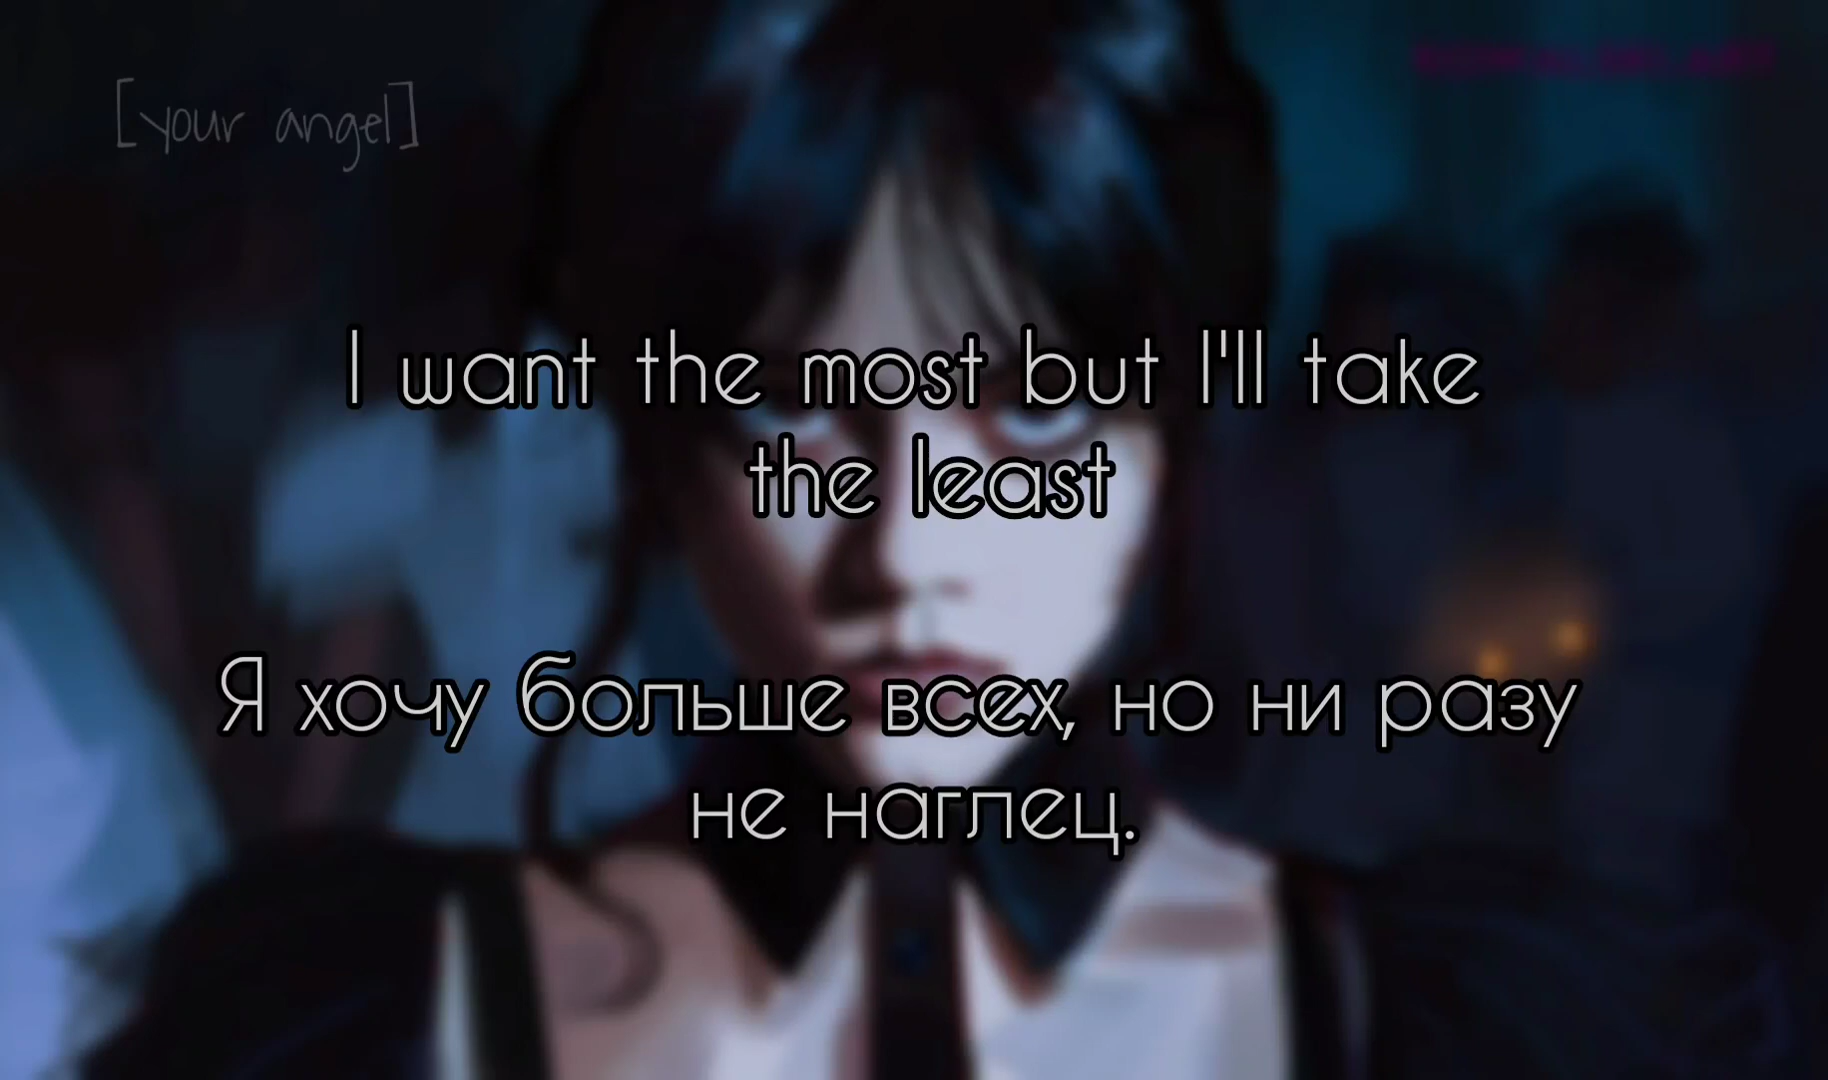 [your angel]
I want the most but I'll take
the least
Я хочу больше всех, но ни разу
не наглец.